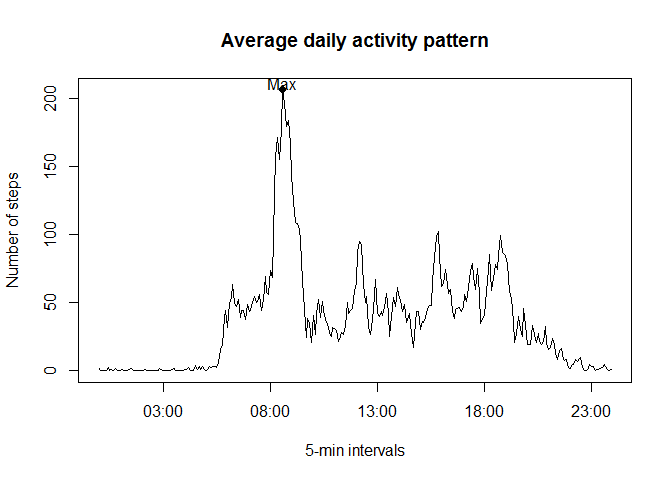 Average daily activity pattern
Max
200
150
100
50
0
Number of steps
03:00
08:00
13:00
18:00
23:00
5-min intervals